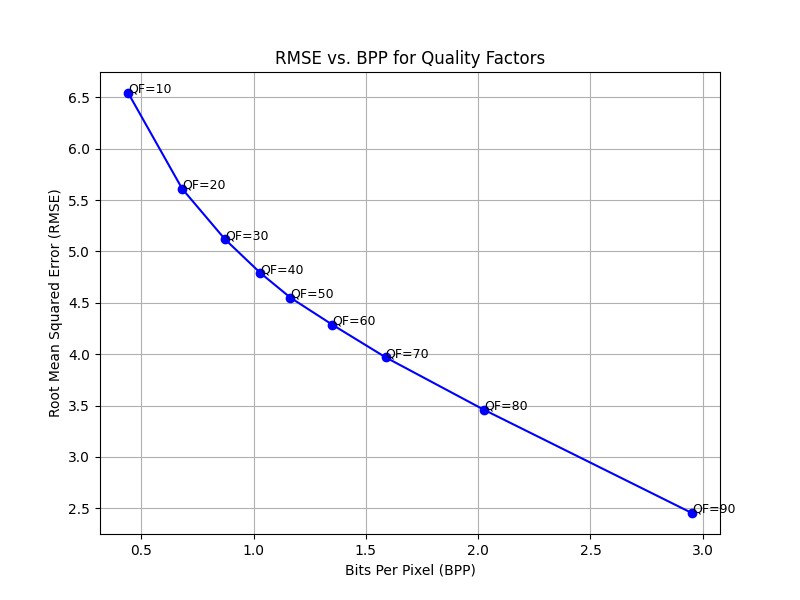 RMSE vs. BPP for Quality Factors
Root Mean Squared Error (RMSE)
6.5
6.0
5.5
5.0
4.5
4.0
3.5
3.0
2.5
QF=10
QF=20
QF=30
QF=40
QF=50
QF=60
QF=70
QF=80
QF=90
0.5 1.0 1.5 2.0 2.5 3.0
Bits Per Pixel (BPP)